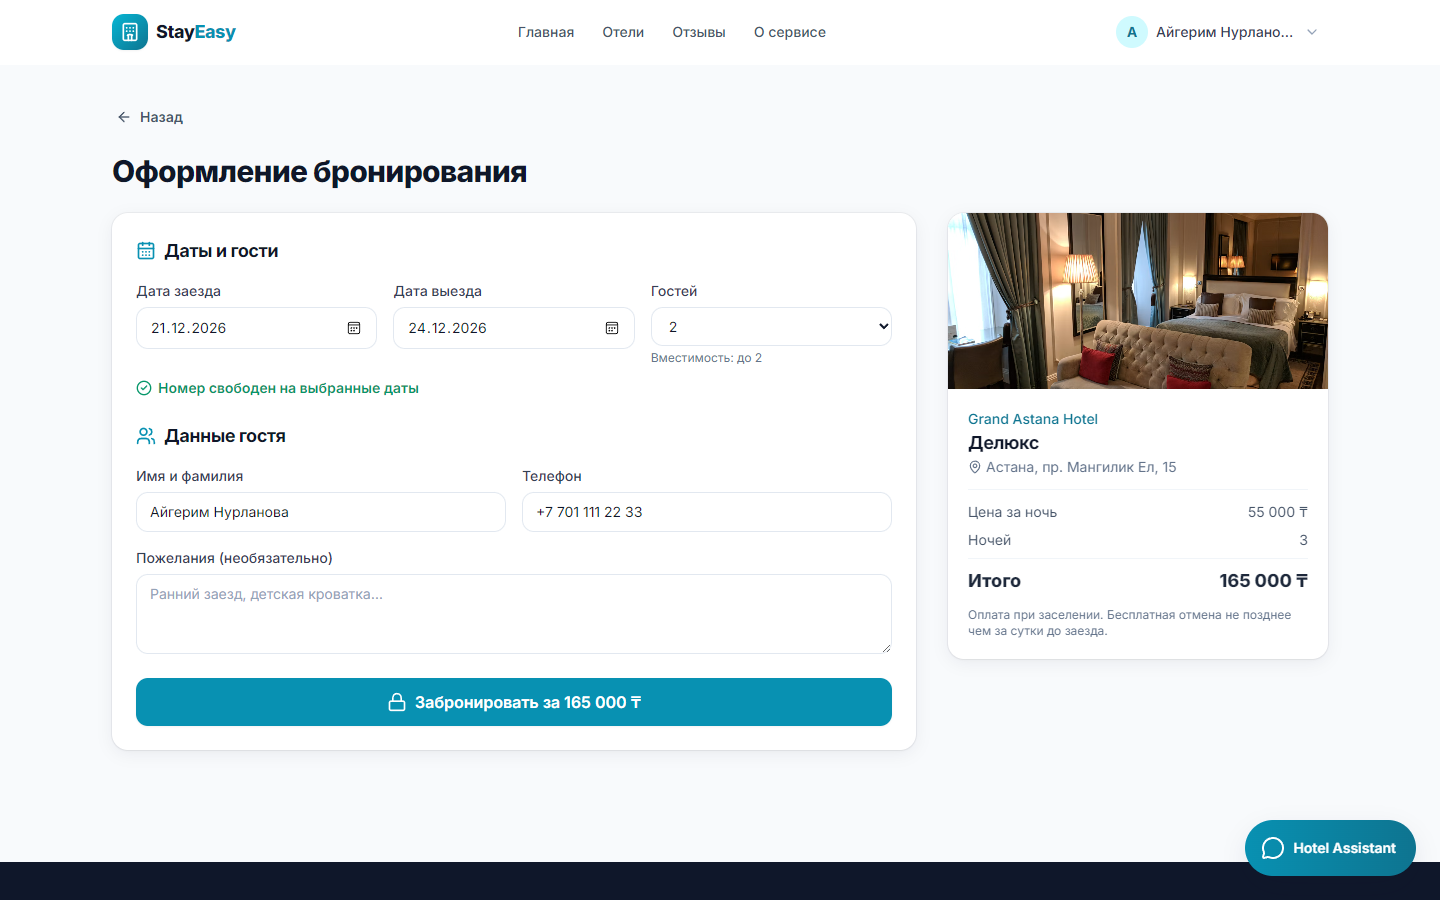 StayEasy
Главная
Отели
Отзывы
О сервисе
A
Айгерим Нурлано...
Назад
Оформление бронирования
Даты и гости
Дата заезда
Дата выезда
Гостей
21.12.2026
24.12.2026
2
Вместимость: до 2
Номер свободен на выбранные даты
Данные гостя
Имя и фамилия
Телефон
Айгерим Нурланова
+7 701 111 22 33
Пожелания (необязательно)
Ранний заезд, детская кроватка...
Забронировать за 165 000 ₸
Grand Astana Hotel
Делюкс
Астана, пр. Мангилик Ел, 15
Цена за ночь
55 000 ₸
Ночей
3
Итого
165 000 ₸
Оплата при заселении. Бесплатная отмена не позднее
чем за сутки до заезда.
Hotel Assistant